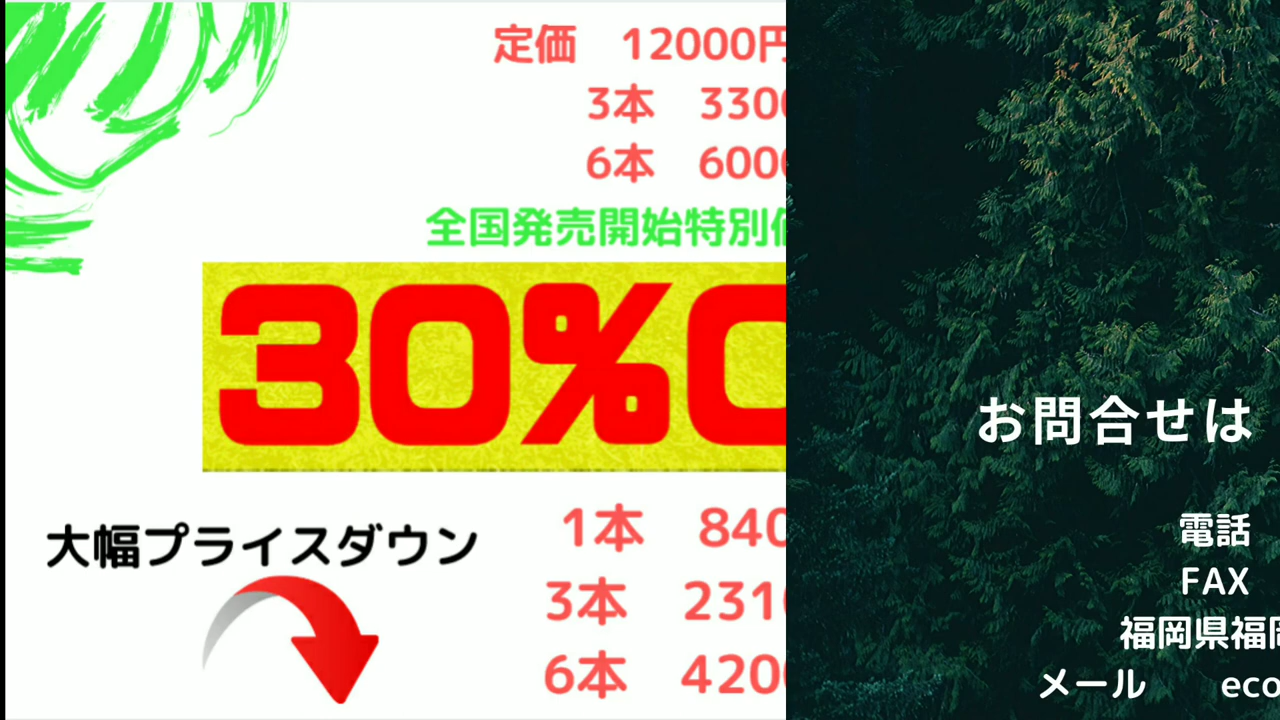 定価 12000円
3本 3300
6本 6000
全国発売開始特別価
30%O
大幅プライスダウン
1本 840
3本 2310
6本 4200
お問合せは
電話
FAX
福岡県福岡
メール eco